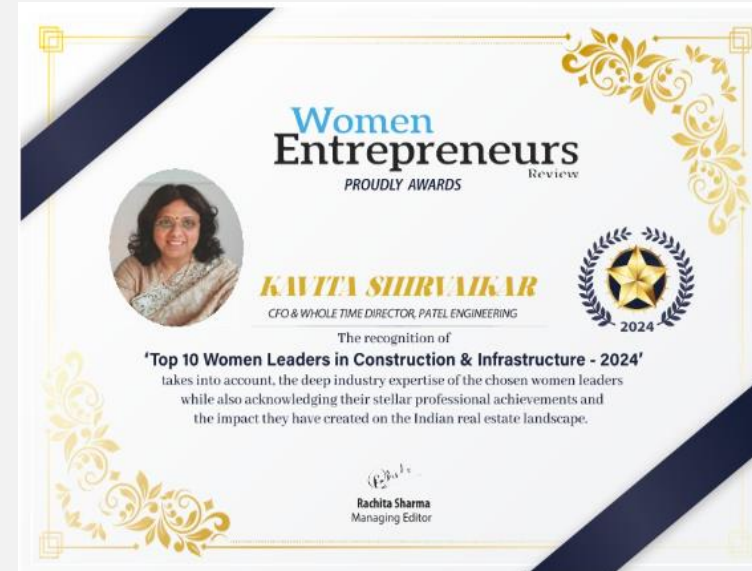 Women
Entrepreneurs
Review
PROUDLY AWARDS
KAVITA SHIRVAIKAR
CFO & WHOLE TIME DIRECTOR, PATEL ENGINEERING
2024
The recognition of
‘Top 10 Women Leaders in Construction & Infrastructure - 2024’
takes into account, the deep industry expertise of the chosen women leaders
while also acknowledging their stellar professional achievements and
the impact they have created on the Indian real estate landscape.
Rachita Sharma
Managing Editor